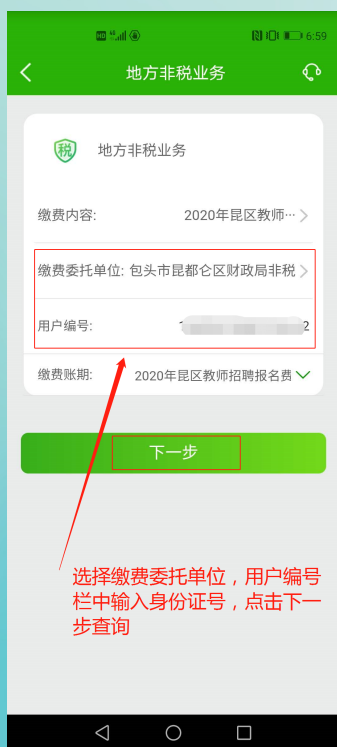 HD 6:59
地方非税业务
税 地方非税业务
缴费内容: 2020年昆区教师…
缴费委托单位: 包头市昆都仑区财政局非税
用户编号: 2
缴费账期: 2020年昆区教师招聘报名费
下一步
选择缴费委托单位，用户编号
栏中输入身份证号，点击下一
步查询